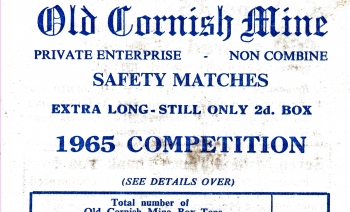 Old Cornish Mine
PRIVATE ENTERPRISE - NON COMBINE
SAFETY MATCHES
EXTRA LONG - STILL ONLY 2d. BOX
1965 COMPETITION
(SEE DETAILS OVER)
Total number of
Old Cornish Mine Box Tops